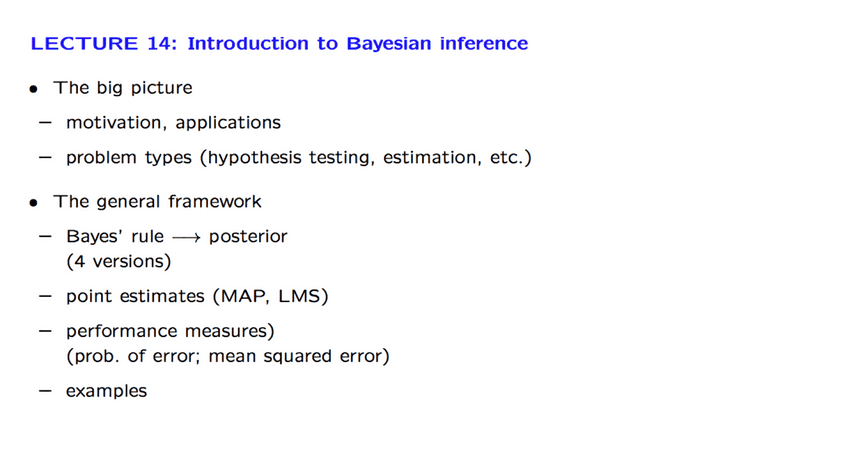 LECTURE 14: Introduction to Bayesian inference
• The big picture
– motivation, applications
– problem types (hypothesis testing, estimation, etc.)
• The general framework
– Bayes' rule ⟶ posterior
(4 versions)
– point estimates (MAP, LMS)
– performance measures)
(prob. of error; mean squared error)
– examples